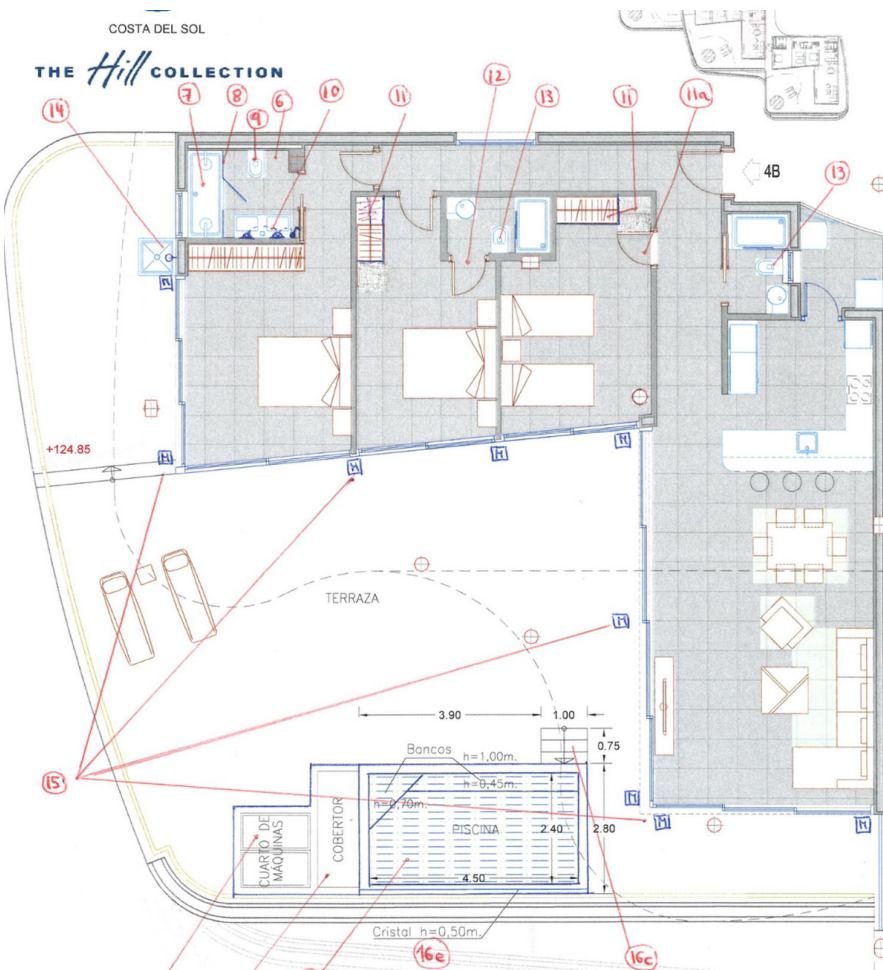 COSTA DEL SOL
THE Hill COLLECTION
7
8
9
6
10
11
12
13
11
11a
14
4B
13
M
+124.85
M
M
M
M
TERRAZA
M
3.90
1.00
0.75
15
Bancos
h=1,00m.
h=0,45m.
h=0,70m.
M
M
M
CUARTO DE
MÁQUINAS
COBERTOR
PISCINA
2.40
2.80
4.50
Cristal h=0,50m.
16e
16c